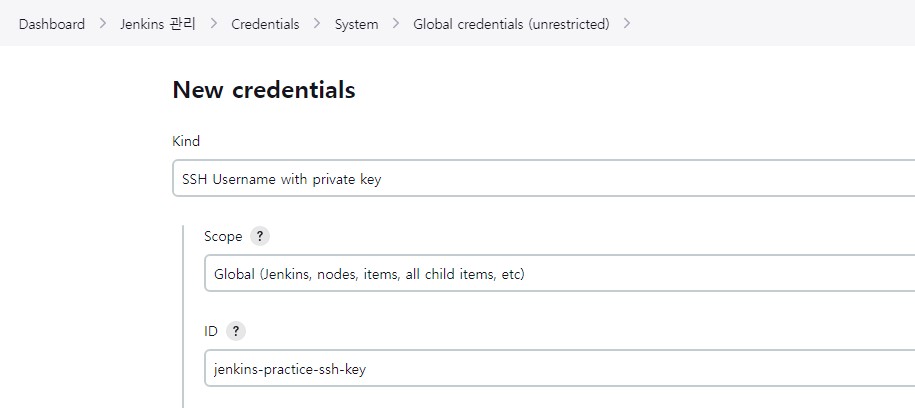 Dashboard > Jenkins 관리 > Credentials > System > Global credentials (unrestricted) >
New credentials
Kind
SSH Username with private key
Scope ?
Global (Jenkins, nodes, items, all child items, etc)
ID ?
jenkins-practice-ssh-key